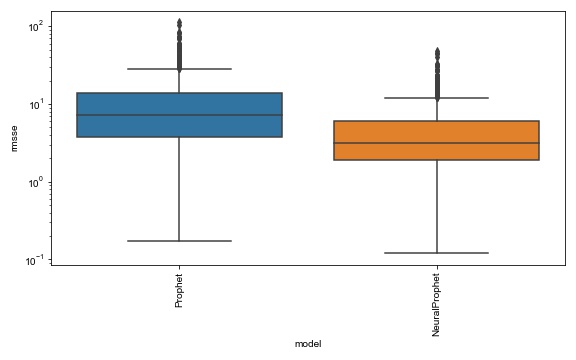 10²
10¹
10⁰
10⁻¹
rmsse
Prophet
NeuralProphet
model